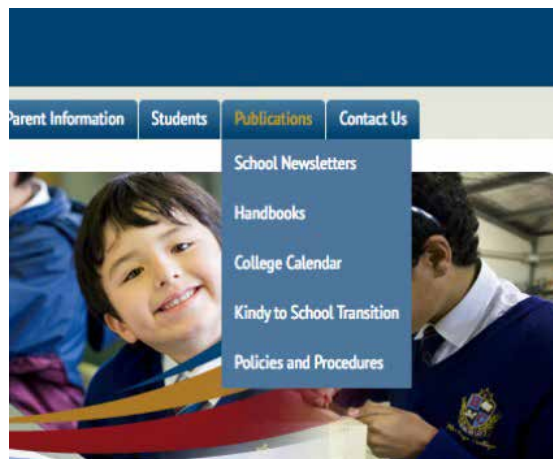 Parent Information Students Publications Contact Us
School Newsletters
Handbooks
College Calendar
Kindy to School Transition
Policies and Procedures